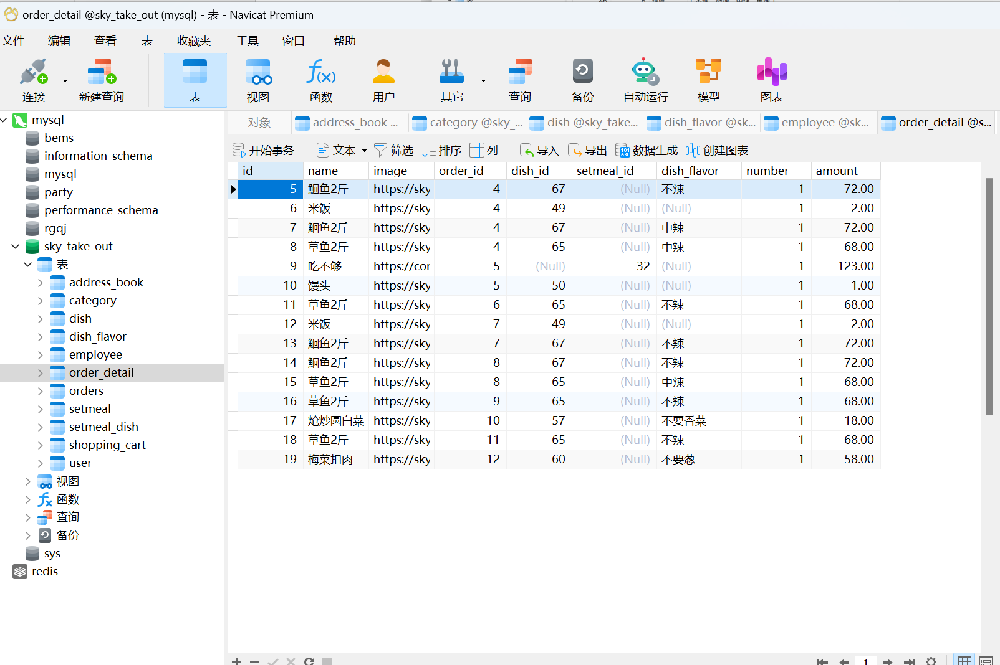 order_detail @sky_take_out (mysql) - 表 - Navicat Premium
文件 编辑 查看 表 收藏夹 工具 窗口 帮助
连接 新建查询 表 视图 函数 用户 其它 查询 备份 自动运行 模型 图表
对象 address_book ... category @sky_... dish @sky_take... dish_flavor @sk... employee @sk... order_detail @s...
开始事务 文本 筛选 排序 列 导入 导出 数据生成 创建图表
mysql
bems
information_schema
mysql
party
performance_schema
rgqj
sky_take_out
表
address_book
category
dish
dish_flavor
employee
order_detail
orders
setmeal
setmeal_dish
shopping_cart
user
视图
函数
查询
备份
sys
redis
id name image order_id dish_id setmeal_id dish_flavor number amount
5 鮰鱼2斤 https://sky 4 67 (Null) 不辣 1 72.00
6 米饭 https://sky 4 49 (Null) (Null) 1 2.00
7 鮰鱼2斤 https://sky 4 67 (Null) 中辣 1 72.00
8 草鱼2斤 https://sky 4 65 (Null) 中辣 1 68.00
9 吃不够 https://cor 5 (Null) 32 (Null) 1 123.00
10 馒头 https://sky 5 50 (Null) (Null) 1 1.00
11 草鱼2斤 https://sky 6 65 (Null) 不辣 1 68.00
12 米饭 https://sky 7 49 (Null) (Null) 1 2.00
13 鮰鱼2斤 https://sky 7 67 (Null) 不辣 1 72.00
14 鮰鱼2斤 https://sky 8 67 (Null) 不辣 1 72.00
15 草鱼2斤 https://sky 8 65 (Null) 中辣 1 68.00
16 草鱼2斤 https://sky 9 65 (Null) 不辣 1 68.00
17 炝炒圆白菜 https://sky 10 57 (Null) 不要香菜 1 18.00
18 草鱼2斤 https://sky 11 65 (Null) 不辣 1 68.00
19 梅菜扣肉 https://sky 12 60 (Null) 不要葱 1 58.00
1